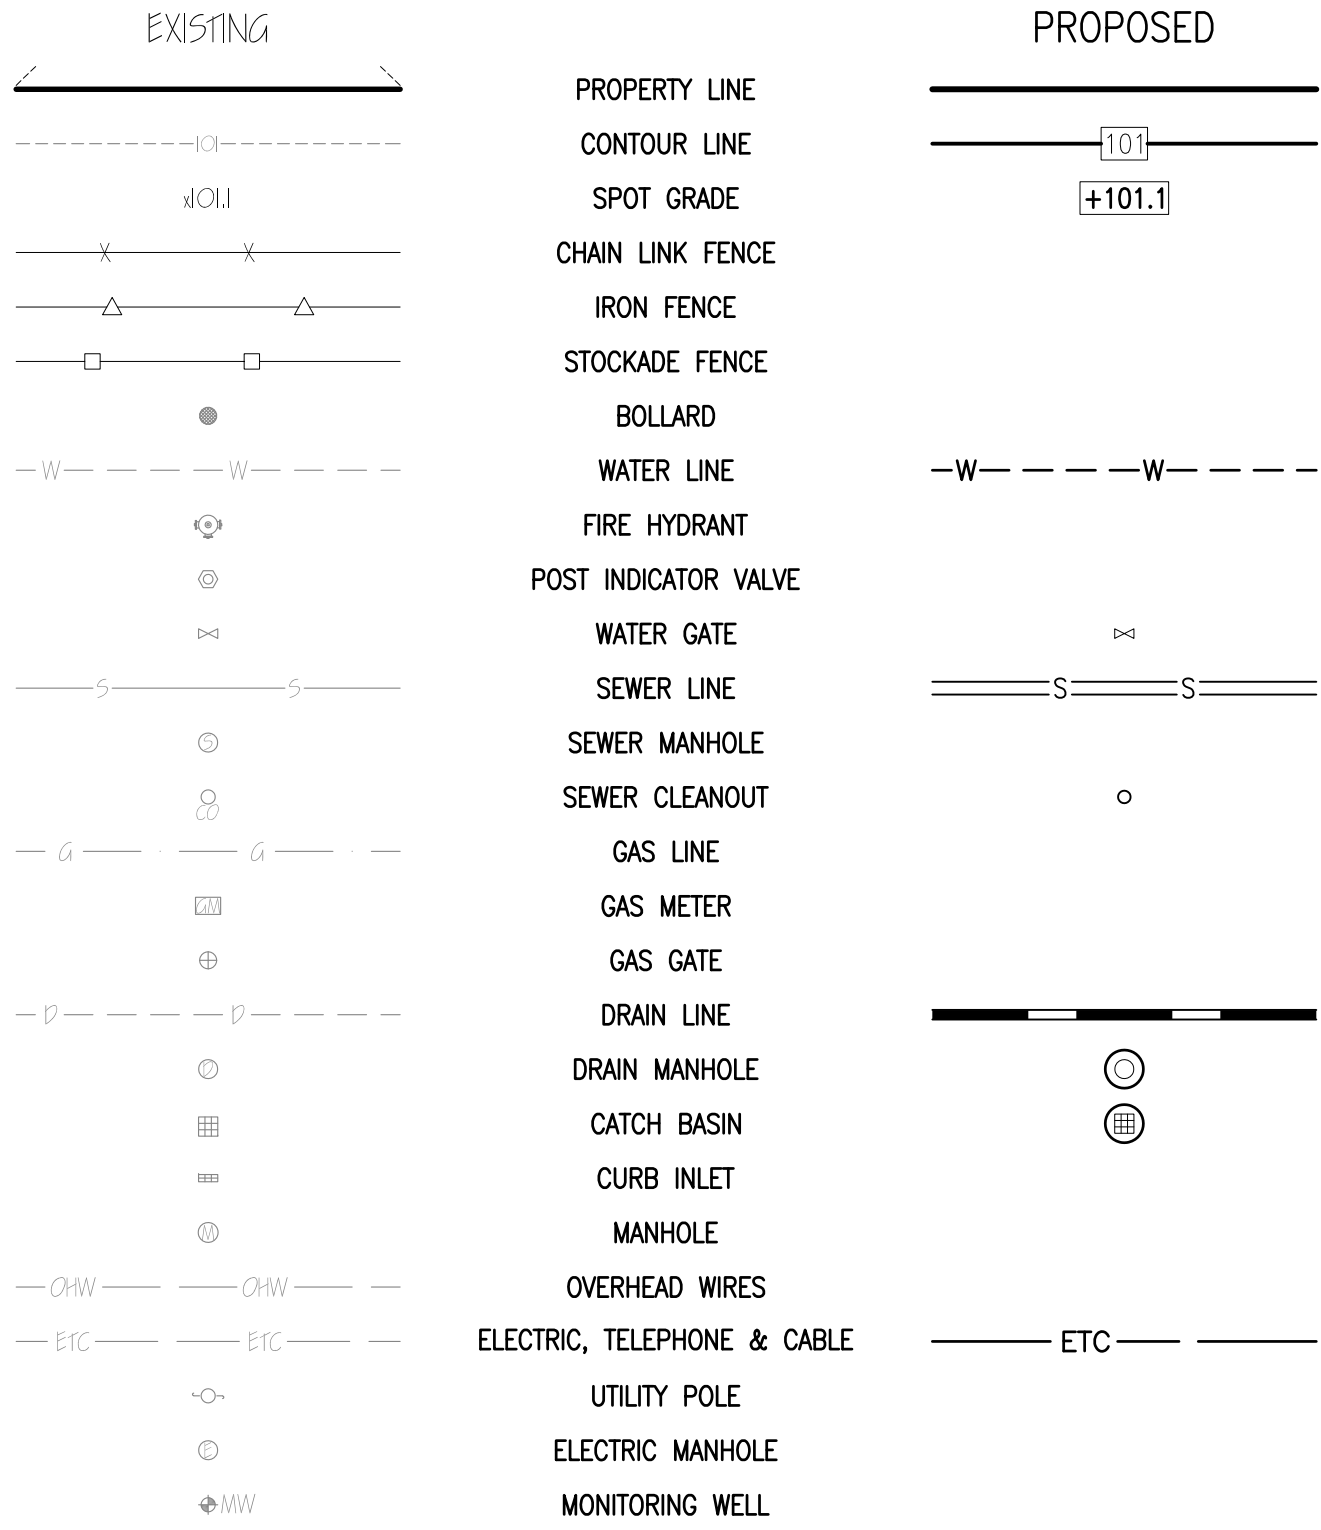 EXISTING PROPOSED
PROPERTY LINE
101 CONTOUR LINE 101
x101.1 SPOT GRADE +101.1
X X CHAIN LINK FENCE
IRON FENCE
STOCKADE FENCE
BOLLARD
W W WATER LINE W W
FIRE HYDRANT
POST INDICATOR VALVE
WATER GATE
S S SEWER LINE S S
S SEWER MANHOLE
CO SEWER CLEANOUT
G G GAS LINE
GM GAS METER
GAS GATE
D D DRAIN LINE
D DRAIN MANHOLE
CATCH BASIN
CURB INLET
M MANHOLE
OHW OHW OVERHEAD WIRES
ETC ETC ELECTRIC, TELEPHONE & CABLE ETC
UTILITY POLE
E ELECTRIC MANHOLE
MW MONITORING WELL